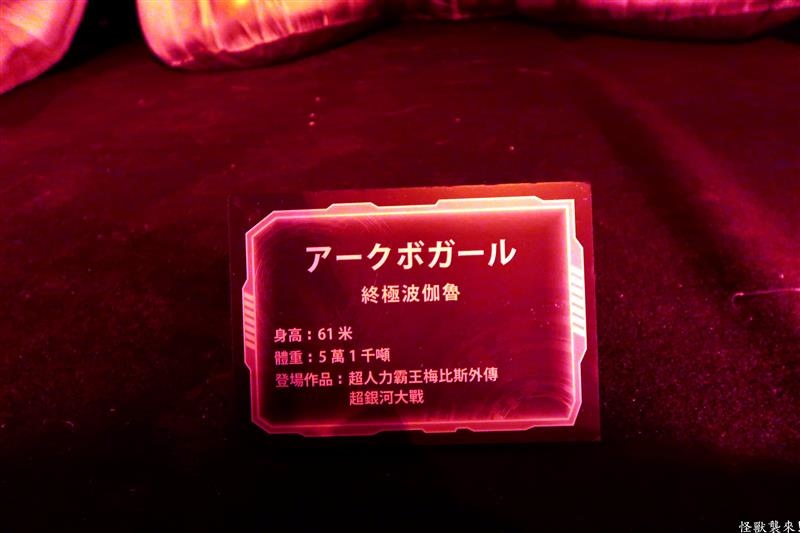 アークボガール
終極波伽魯
身高：61 米
體重：5 萬 1 千噸
登場作品：超人力霸王梅比斯外傳
超銀河大戰
怪獸襲來!